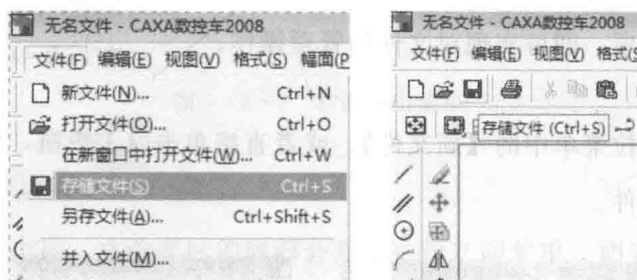 无名文件 - CAXA数控车2008
文件(F) 编辑(E) 视图(V) 格式(S) 幅面(P
新文件(N)... Ctrl+N
打开文件(O)... Ctrl+O
在新窗口中打开文件(W)... Ctrl+W
存储文件(S) Ctrl+S
另存文件(A)... Ctrl+Shift+S
并入文件(M)...
无名文件 - CAXA数控车2008
文件(F) 编辑(E) 视图(V) 格式(S
存储文件 (Ctrl+S)